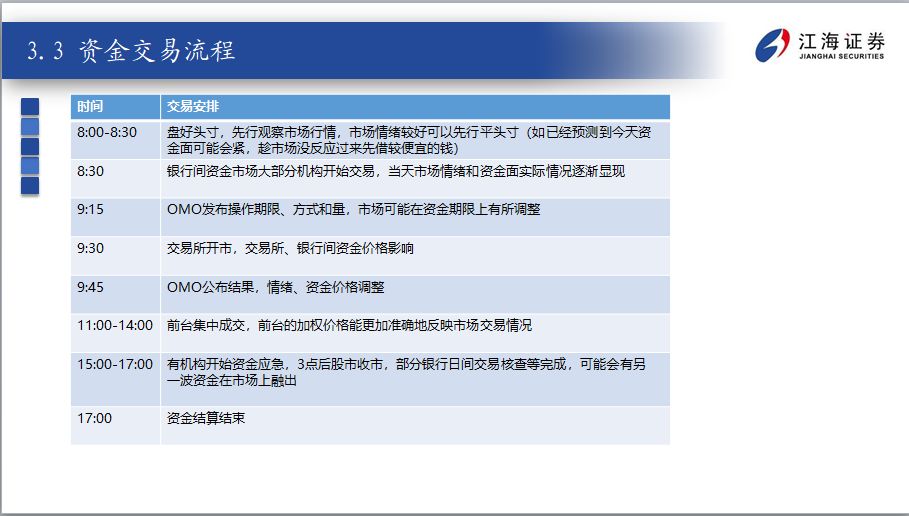 3.3 资金交易流程
江海证券
JIANGHAI SECURITIES
时间 交易安排
8:00-8:30 盘好头寸，先行观察市场行情，市场情绪较好可以先行平头寸（如已经预测到今天资
金面可能会紧，趁市场没反应过来先借较便宜的钱）
8:30 银行间资金市场大部分机构开始交易，当天市场情绪和资金面实际情况逐渐显现
9:15 OMO发布操作期限、方式和量，市场可能在资金期限上有所调整
9:30 交易所开市，交易所、银行间资金价格影响
9:45 OMO公布结果，情绪、资金价格调整
11:00-14:00 前台集中成交，前台的加权价格能更加准确地反映市场交易情况
15:00-17:00 有机构开始资金应急，3点后股市收市，部分银行日间交易核查等完成，可能会有另
一波资金在市场上融出
17:00 资金结算结束